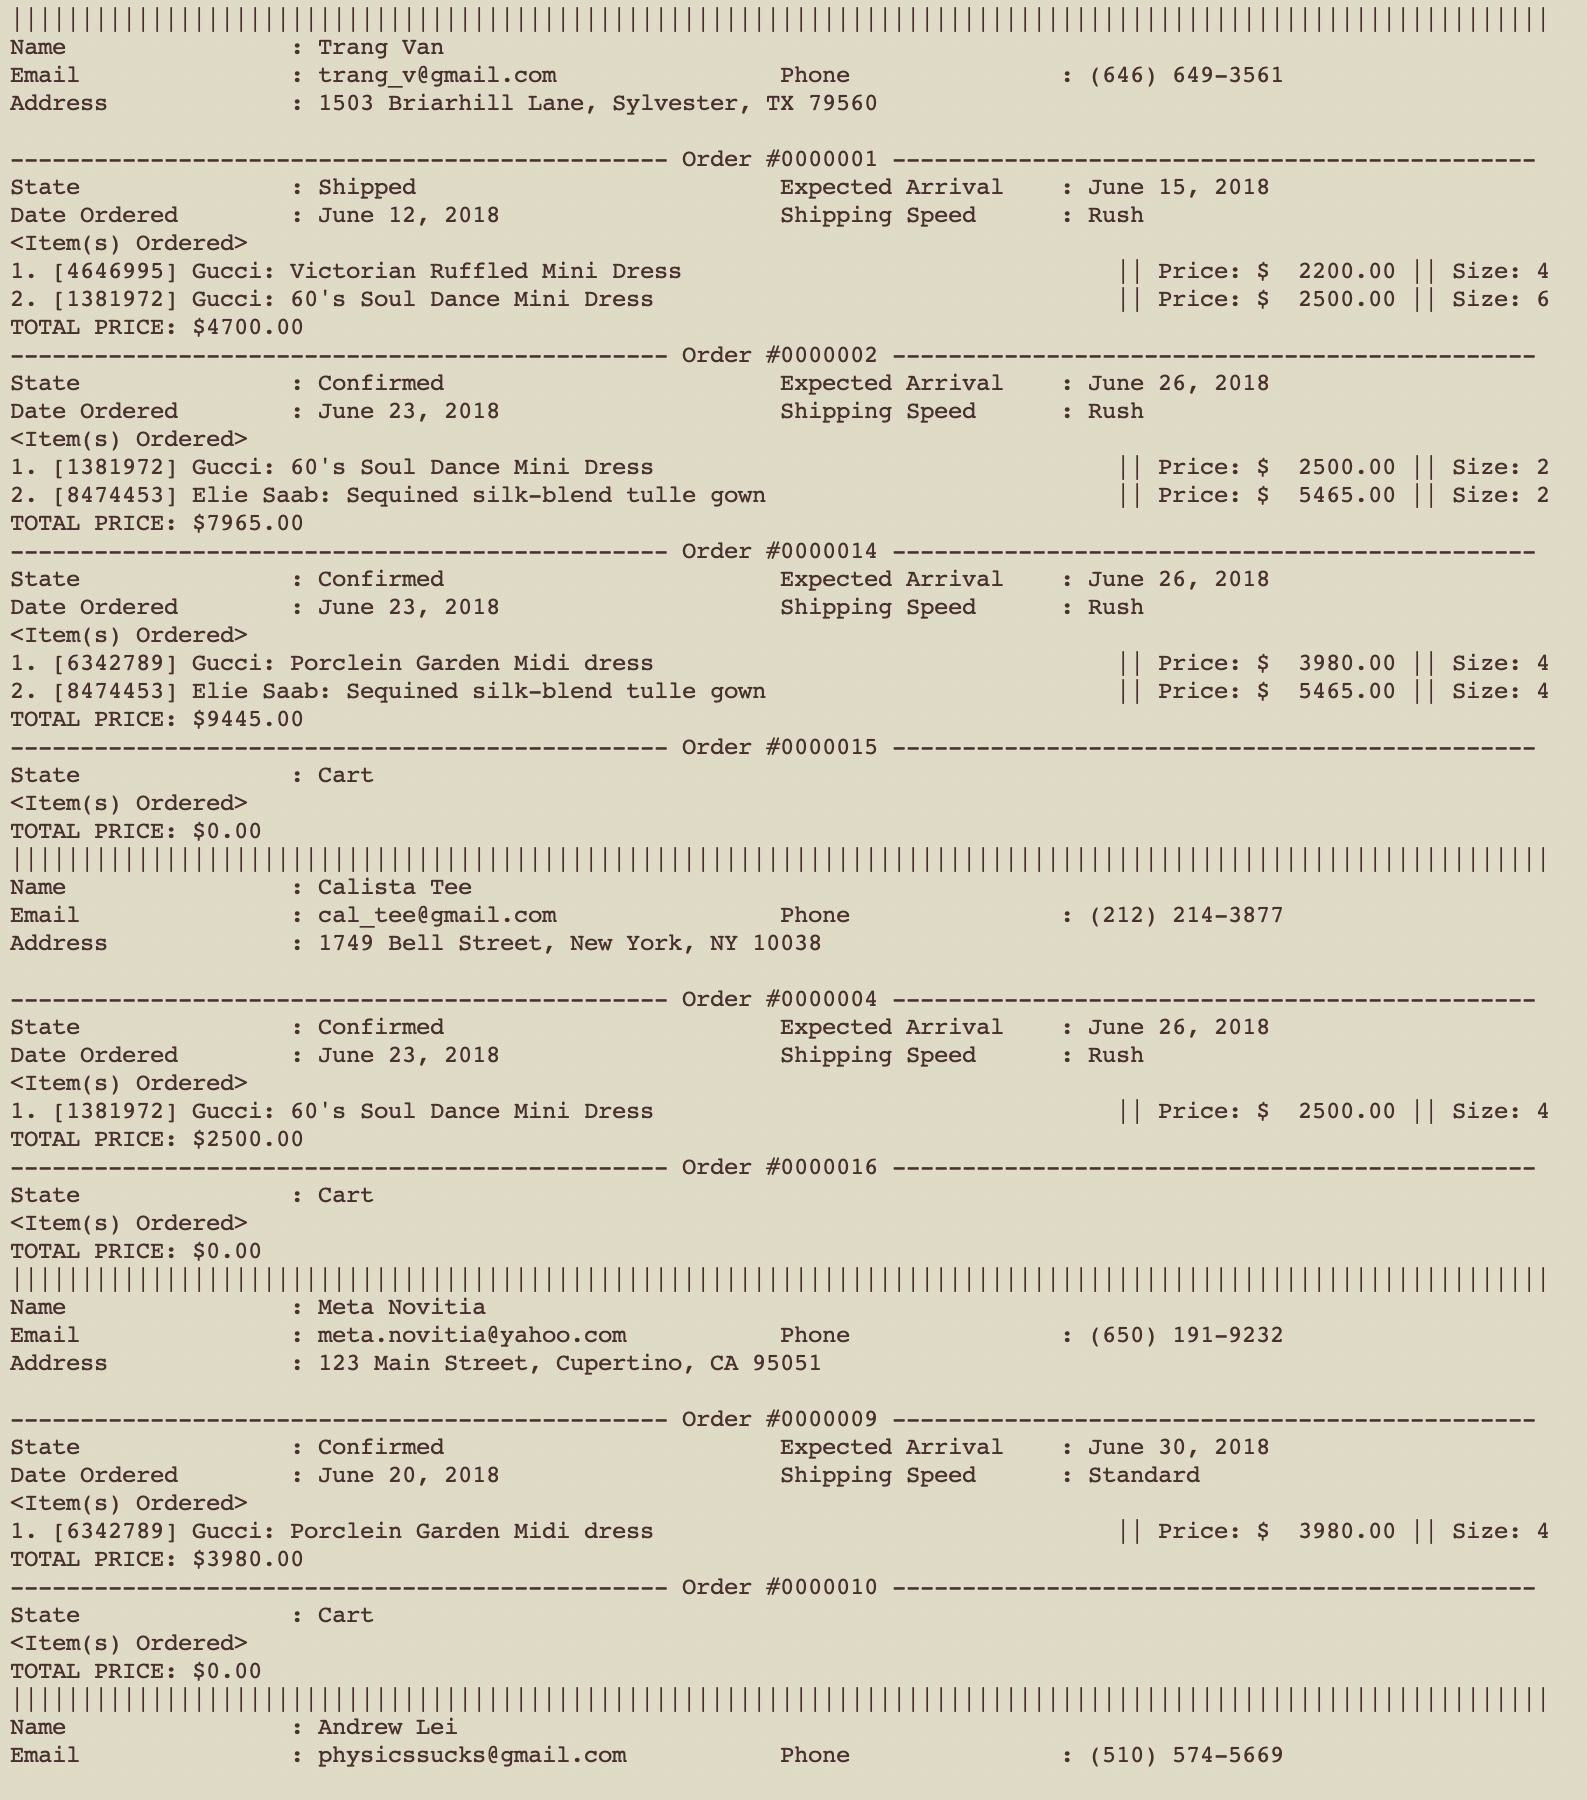 ||||||||||||||||||||||||||||||||||||||||||||||||||||||||||||||||||||||||||||||||||||||||||||||||||||||||||||||
Name                : Trang Van
Email               : trang_v@gmail.com                Phone               : (646) 649-3561
Address             : 1503 Briarhill Lane, Sylvester, TX 79560
----------------------------------------------- Order #0000001 ----------------------------------------------
State               : Shipped                          Expected Arrival    : June 15, 2018
Date Ordered        : June 12, 2018                    Shipping Speed      : Rush
<Item(s) Ordered>
1. [4646995] Gucci: Victorian Ruffled Mini Dress                               || Price: $  2200.00 || Size: 4
2. [1381972] Gucci: 60's Soul Dance Mini Dress                                 || Price: $  2500.00 || Size: 6
TOTAL PRICE: $4700.00
----------------------------------------------- Order #0000002 ----------------------------------------------
State               : Confirmed                        Expected Arrival    : June 26, 2018
Date Ordered        : June 23, 2018                    Shipping Speed      : Rush
<Item(s) Ordered>
1. [1381972] Gucci: 60's Soul Dance Mini Dress                                 || Price: $  2500.00 || Size: 2
2. [8474453] Elie Saab: Sequined silk-blend tulle gown                         || Price: $  5465.00 || Size: 2
TOTAL PRICE: $7965.00
----------------------------------------------- Order #0000014 ----------------------------------------------
State               : Confirmed                        Expected Arrival    : June 26, 2018
Date Ordered        : June 23, 2018                    Shipping Speed      : Rush
<Item(s) Ordered>
1. [6342789] Gucci: Porclein Garden Midi dress                                 || Price: $  3980.00 || Size: 4
2. [8474453] Elie Saab: Sequined silk-blend tulle gown                         || Price: $  5465.00 || Size: 4
TOTAL PRICE: $9445.00
----------------------------------------------- Order #0000015 ----------------------------------------------
State               : Cart
<Item(s) Ordered>
TOTAL PRICE: $0.00
||||||||||||||||||||||||||||||||||||||||||||||||||||||||||||||||||||||||||||||||||||||||||||||||||||||||||||||
Name                : Calista Tee
Email               : cal_tee@gmail.com                Phone               : (212) 214-3877
Address             : 1749 Bell Street, New York, NY 10038
----------------------------------------------- Order #0000004 ----------------------------------------------
State               : Confirmed                        Expected Arrival    : June 26, 2018
Date Ordered        : June 23, 2018                    Shipping Speed      : Rush
<Item(s) Ordered>
1. [1381972] Gucci: 60's Soul Dance Mini Dress                                 || Price: $  2500.00 || Size: 4
TOTAL PRICE: $2500.00
----------------------------------------------- Order #0000016 ----------------------------------------------
State               : Cart
<Item(s) Ordered>
TOTAL PRICE: $0.00
||||||||||||||||||||||||||||||||||||||||||||||||||||||||||||||||||||||||||||||||||||||||||||||||||||||||||||||
Name                : Meta Novitia
Email               : meta.novitia@yahoo.com           Phone               : (650) 191-9232
Address             : 123 Main Street, Cupertino, CA 95051
----------------------------------------------- Order #0000009 ----------------------------------------------
State               : Confirmed                        Expected Arrival    : June 30, 2018
Date Ordered        : June 20, 2018                    Shipping Speed      : Standard
<Item(s) Ordered>
1. [6342789] Gucci: Porclein Garden Midi dress                                 || Price: $  3980.00 || Size: 4
TOTAL PRICE: $3980.00
----------------------------------------------- Order #0000010 ----------------------------------------------
State               : Cart
<Item(s) Ordered>
TOTAL PRICE: $0.00
||||||||||||||||||||||||||||||||||||||||||||||||||||||||||||||||||||||||||||||||||||||||||||||||||||||||||||||
Name                : Andrew Lei
Email               : physicssucks@gmail.com           Phone               : (510) 574-5669